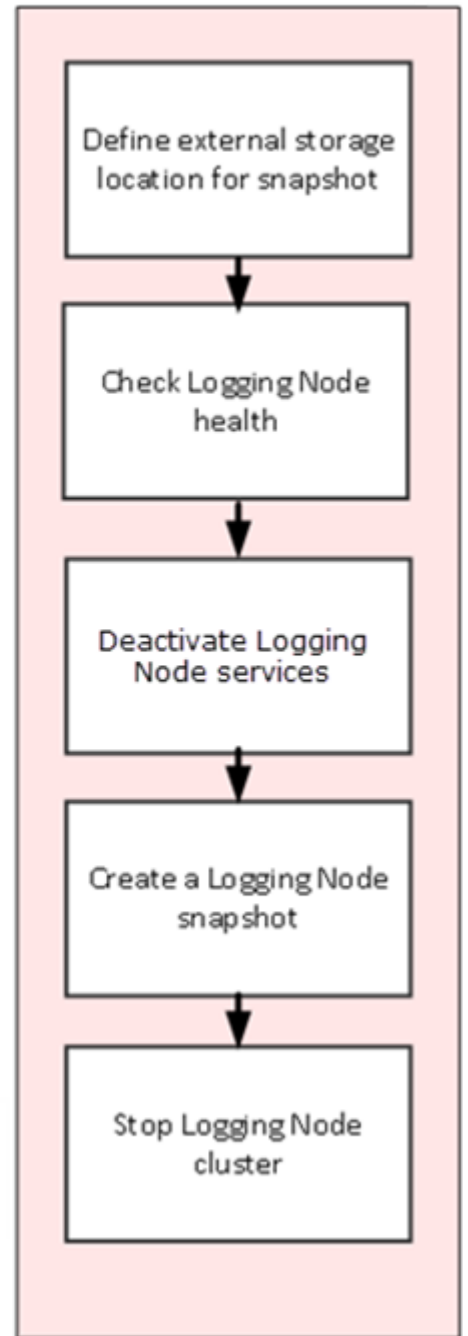 Define external storage
location for snapshot
Check Logging Node
health
Deactivate Logging
Node services
Create a Logging Node
snapshot
Stop Logging Node
cluster